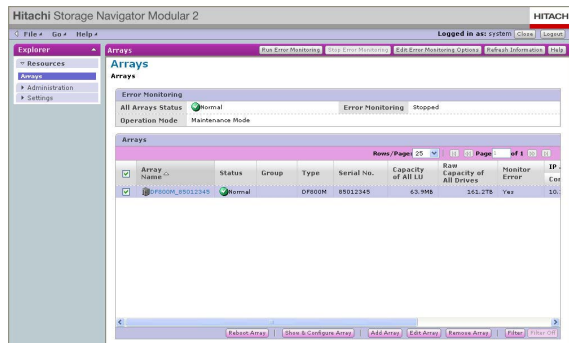 Hitachi Storage Navigator Modular 2
HITACHI
File Go Help
Logged in as: system Close Logout
Explorer
Resources
Arrays
Administration
Settings
Arrays
Run Error Monitoring Stop Error Monitoring Edit Error Monitoring Options Refresh Information Help
Arrays
Arrays
Error Monitoring
All Arrays Status Normal Error Monitoring Stopped
Operation Mode Maintenance Mode
Arrays
Rows/Page: 25 Page of 1
Array Name Status Group Type Serial No. Capacity of All LU Raw Capacity of All Drives Monitor Error IP
DF800M_85012345 Normal DF800M 85012345 63.9MB 161.2TB Yes 10.
Reboot Array Show & Configure Array Add Array Edit Array Remove Array Filter Filter Off